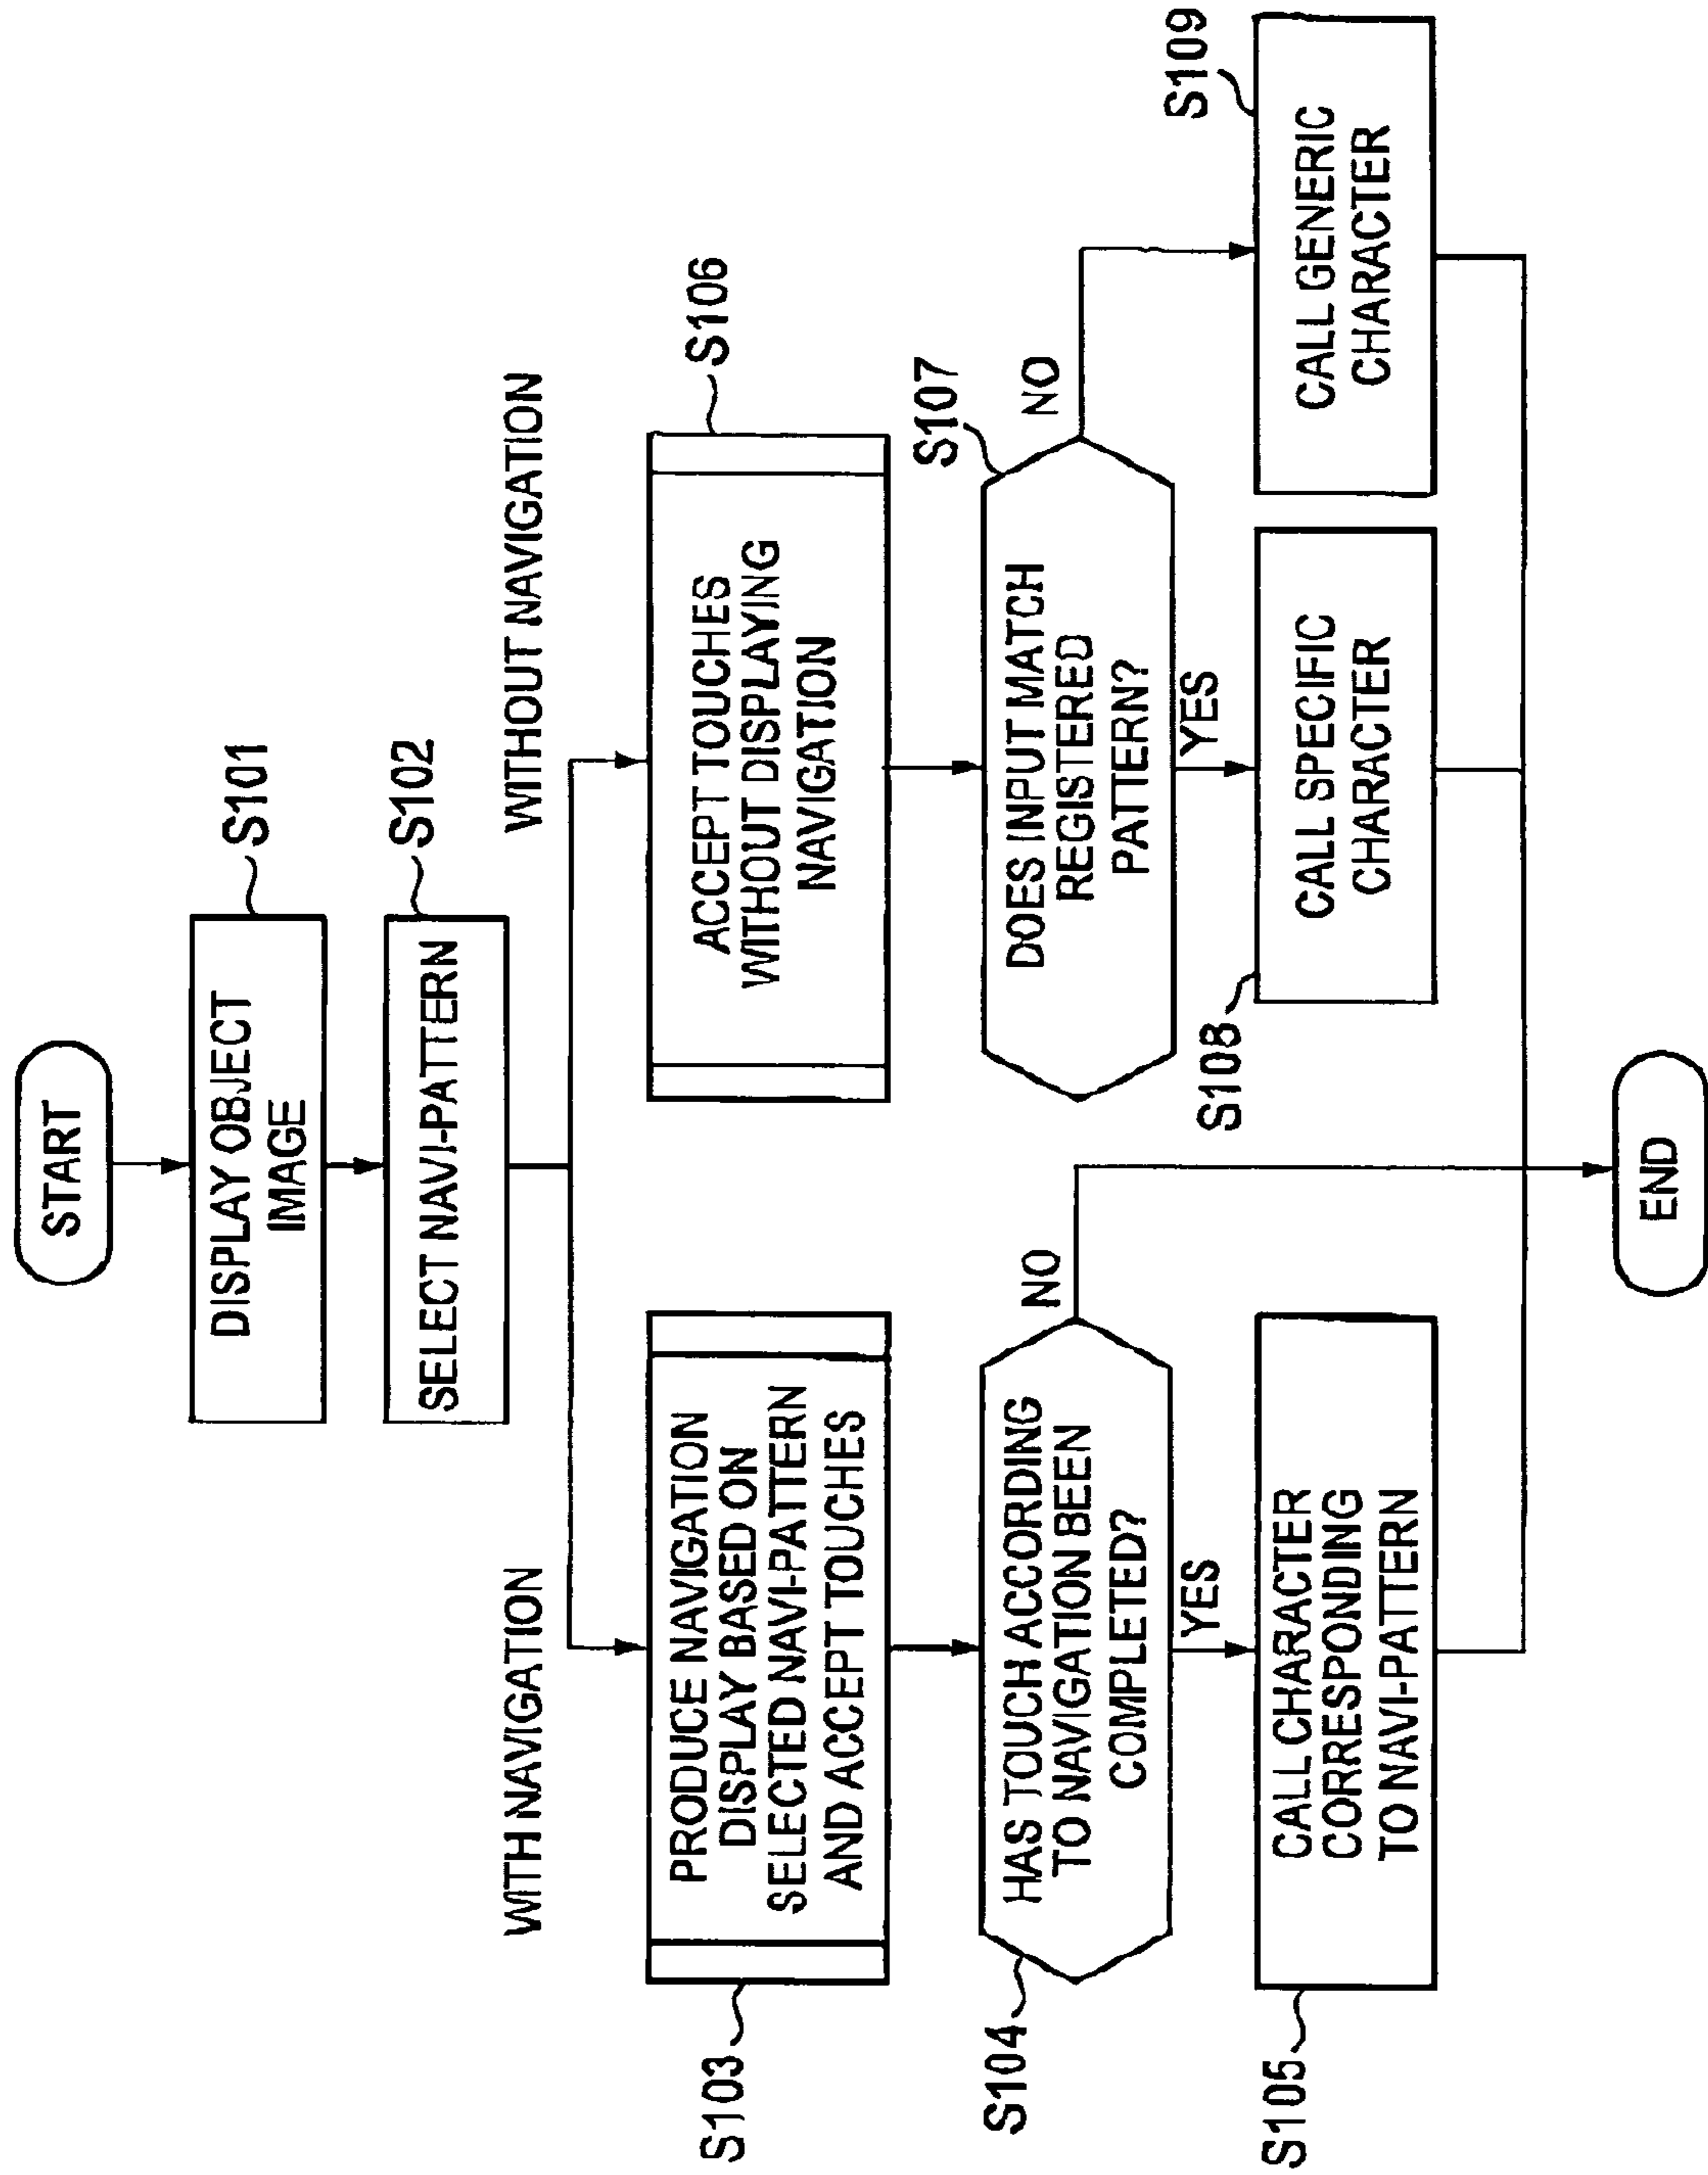 START
DISPLAY OBJECT
IMAGE
S101
SELECT NAVI-PATTERN
S102
WITH NAVIGATION
WITHOUT NAVIGATION
S103
PRODUCE NAVIGATION
DISPLAY BASED ON
SELECTED NAVI-PATTERN
AND ACCEPT TOUCHES
ACCEPT TOUCHES
WITHOUT DISPLAYING
NAVIGATION
S106
S104
HAS TOUCH ACCORDING
TO NAVIGATION BEEN
COMPLETED?
NO
YES
DOES INPUT MATCH
REGISTERED
PATTERN?
S107
NO
YES
S105
CALL CHARACTER
CORRESPONDING
TO NAVI-PATTERN
S108
CALL SPECIFIC
CHARACTER
S109
CALL GENERIC
CHARACTER
END